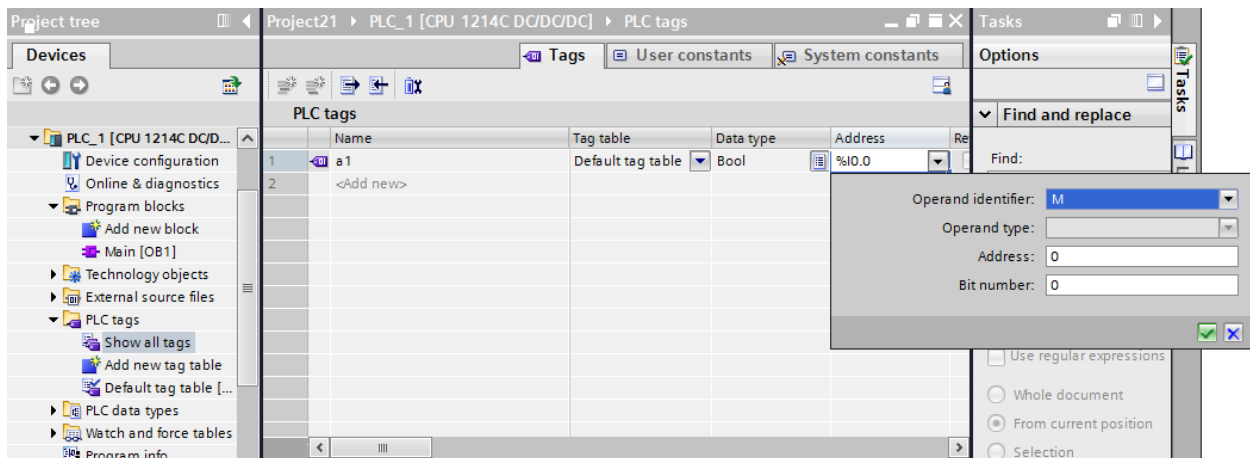 Project tree
Project21 ▸ PLC_1 [CPU 1214C DC/DC/DC] ▸ PLC tags
Tasks
Devices
Tags
User constants
System constants
Options
PLC tags
Find and replace
Name
Tag table
Data type
Address
Re
1
a1
Default tag table
Bool
%I0.0
Find:
2
<Add new>
PLC_1 [CPU 1214C DC/D...
Device configuration
Online & diagnostics
Program blocks
Add new block
Main [OB1]
Technology objects
External source files
PLC tags
Show all tags
Add new tag table
Default tag table [...
PLC data types
Watch and force tables
Program info
Operand identifier: M
Operand type:
Address: 0
Bit number: 0
Use regular expressions
Whole document
From current position
Selection
Tasks